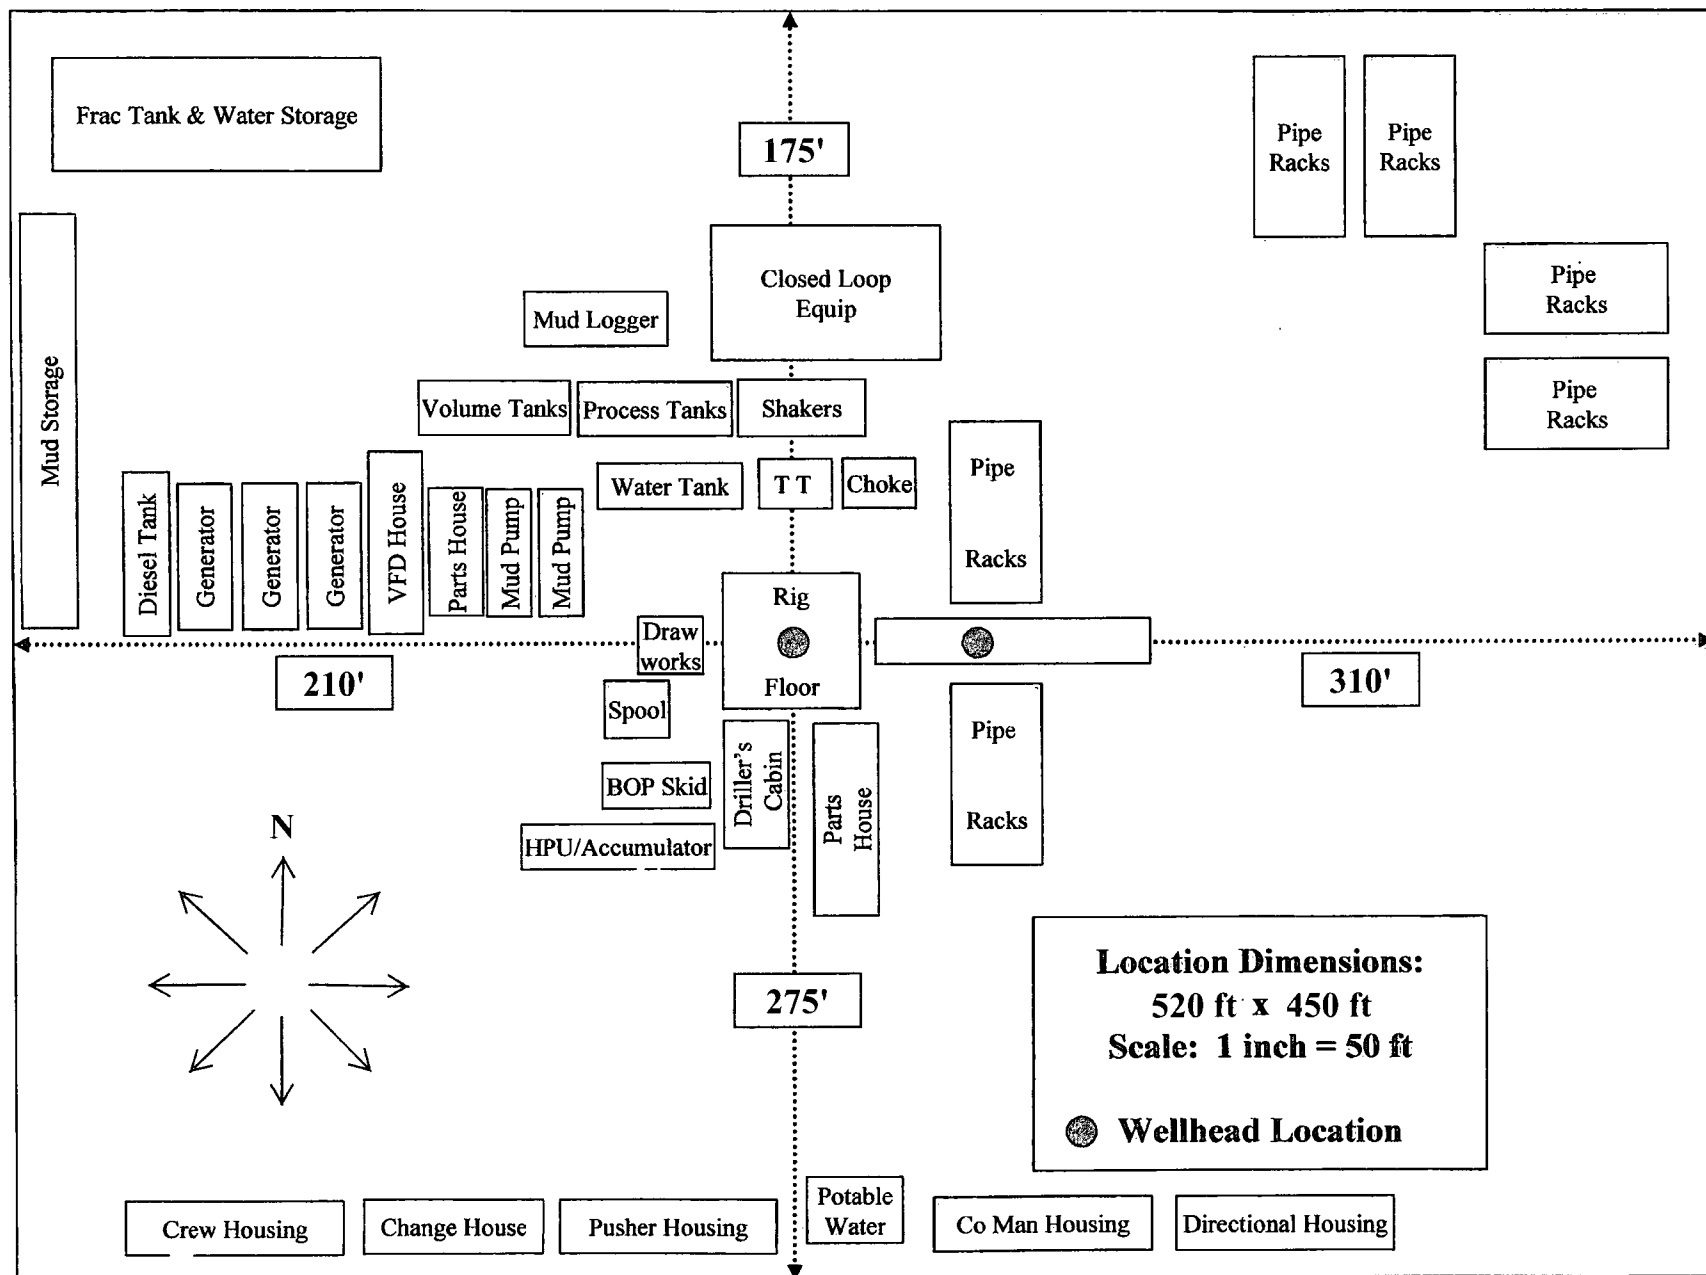 175'
Frac Tank & Water Storage
Pipe
Racks
Pipe
Racks
Closed Loop
Equip
Pipe
Racks
Mud Logger
Mud Storage
Volume Tanks
Process Tanks
Shakers
Pipe
Racks
Diesel Tank
Generator
Generator
Generator
VFD House
Parts House
Mud Pump
Mud Pump
Water Tank
T T
Choke
Pipe
Racks
Rig
Floor
Draw
works
210'
310'
Spool
BOP Skid
HPU/Accumulator
Driller's
Cabin
Parts
House
Pipe
Racks
N
275'
Location Dimensions:
520 ft x 450 ft
Scale: 1 inch = 50 ft
Wellhead Location
Crew Housing
Change House
Pusher Housing
Potable
Water
Co Man Housing
Directional Housing